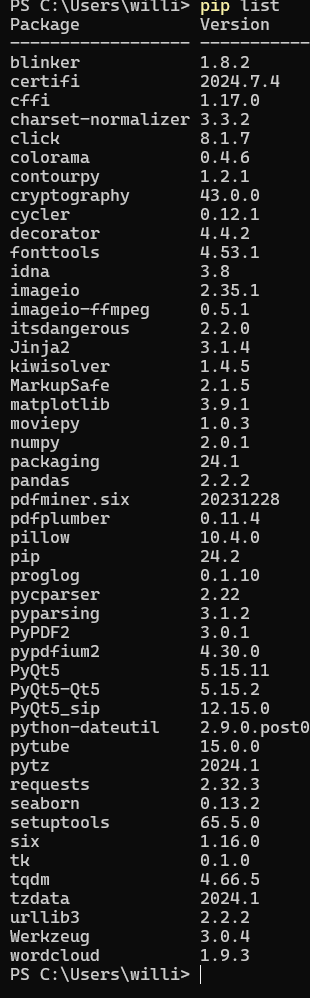 PS C:\Users\willi> pip list
Package Version
------------------ -----------
blinker 1.8.2
certifi 2024.7.4
cffi 1.17.0
charset-normalizer 3.3.2
click 8.1.7
colorama 0.4.6
contourpy 1.2.1
cryptography 43.0.0
cycler 0.12.1
decorator 4.4.2
fonttools 4.53.1
idna 3.8
imageio 2.35.1
imageio-ffmpeg 0.5.1
itsdangerous 2.2.0
Jinja2 3.1.4
kiwisolver 1.4.5
MarkupSafe 2.1.5
matplotlib 3.9.1
moviepy 1.0.3
numpy 2.0.1
packaging 24.1
pandas 2.2.2
pdfminer.six 20231228
pdfplumber 0.11.4
pillow 10.4.0
pip 24.2
proglog 0.1.10
pycparser 2.22
pyparsing 3.1.2
PyPDF2 3.0.1
pypdfium2 4.30.0
PyQt5 5.15.11
PyQt5-Qt5 5.15.2
PyQt5_sip 12.15.0
python-dateutil 2.9.0.post0
pytube 15.0.0
pytz 2024.1
requests 2.32.3
seaborn 0.13.2
setuptools 65.5.0
six 1.16.0
tk 0.1.0
tqdm 4.66.5
tzdata 2024.1
urllib3 2.2.2
Werkzeug 3.0.4
wordcloud 1.9.3
PS C:\Users\willi>